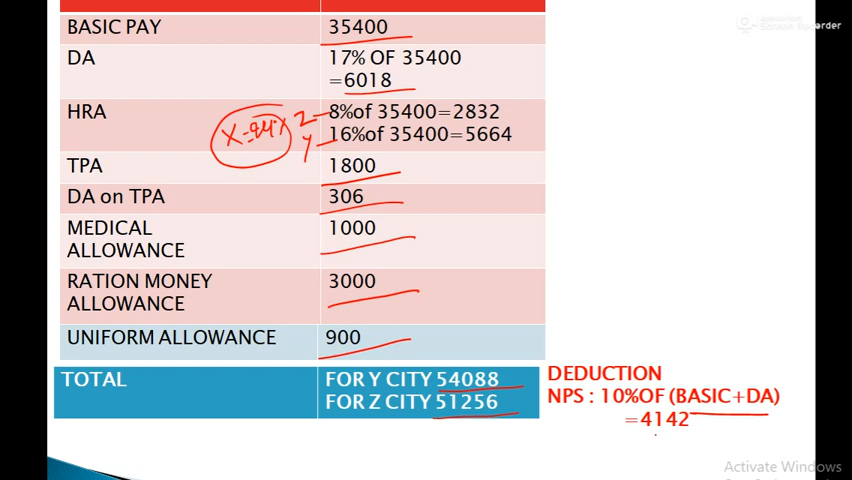 Screen Recorder
BASIC PAY 35400
DA 17% OF 35400
=6018
HRA 8%of 35400=2832
16%of 35400=5664
X-24% Z
Y
TPA 1800
DA on TPA 306
MEDICAL 1000
ALLOWANCE
RATION MONEY 3000
ALLOWANCE
UNIFORM ALLOWANCE 900
TOTAL FOR Y CITY 54088
FOR Z CITY 51256
DEDUCTION
NPS : 10%OF (BASIC+DA)
=4142
Activate Windows